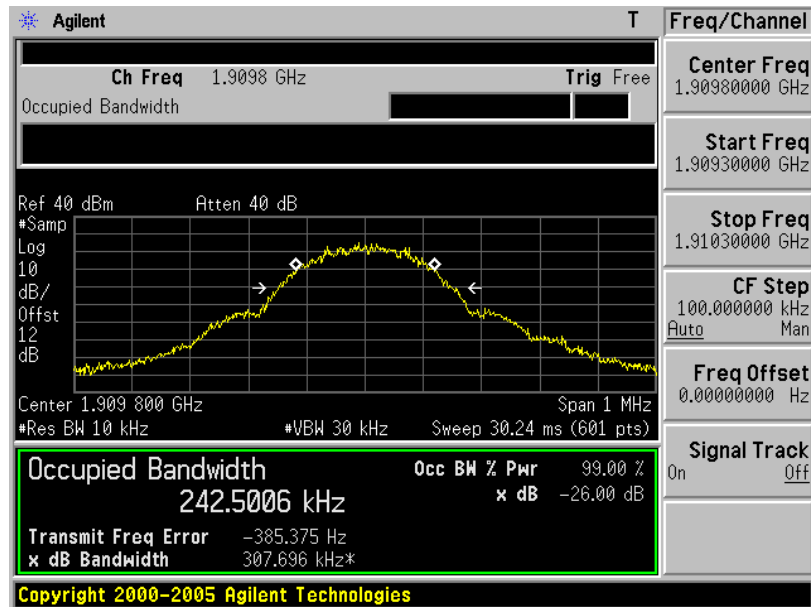 Agilent T
Freq/Channel
Ch Freq 1.9098 GHz Trig Free
Occupied Bandwidth
Center Freq
1.90980000 GHz
Start Freq
1.90930000 GHz
Stop Freq
1.91030000 GHz
CF Step
100.000000 kHz
Auto Man
Freq Offset
0.00000000 Hz
Signal Track
On Off
Ref 40 dBm Atten 40 dB
#Samp
Log
10
dB/
Offst
12
dB
Center 1.909 800 GHz Span 1 MHz
#Res BW 10 kHz #VBW 30 kHz Sweep 30.24 ms (601 pts)
Occupied Bandwidth Occ BW % Pwr 99.00 %
242.5006 kHz x dB -26.00 dB
Transmit Freq Error -385.375 Hz
x dB Bandwidth 307.696 kHz*
Copyright 2000-2005 Agilent Technologies